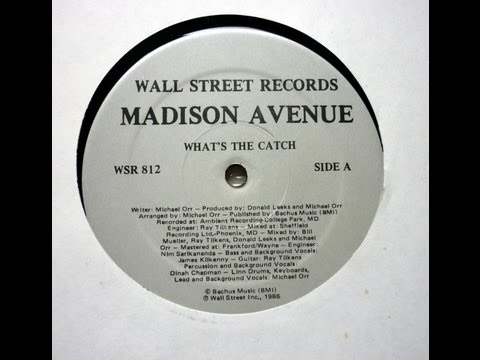 WALL STREET RECORDS
MADISON AVENUE
WHAT'S THE CATCH
WSR 812 SIDE A
Writer: Michael Orr — Produced by: Donald Leeks and Michael Orr
Arranged by: Michael Orr — Published by: Bachus Music (BMI)
Recorded at: Ambient Recording-College Park, MD
Engineer: Ray Tilkens — Mixed at: Sheffield
Recording Ltd,-Phoenix, MD — Mixed by: Bill
Mueller, Ray Tilkens, Donald Leeks and Michael
Orr — Mastered at: Frankford/Wayne — Engineer:
Nim Sarikananda — Bass and Background Vocals:
James Kilkenny — Guitar: Ray Tilkens
Percussion and Background Vocals:
Dinah Chapman — Linn Drums, Keyboards,
Lead and Background Vocals: Michael Orr
© Bachus Music (BMI)
℗ Wall Street Inc., 1986